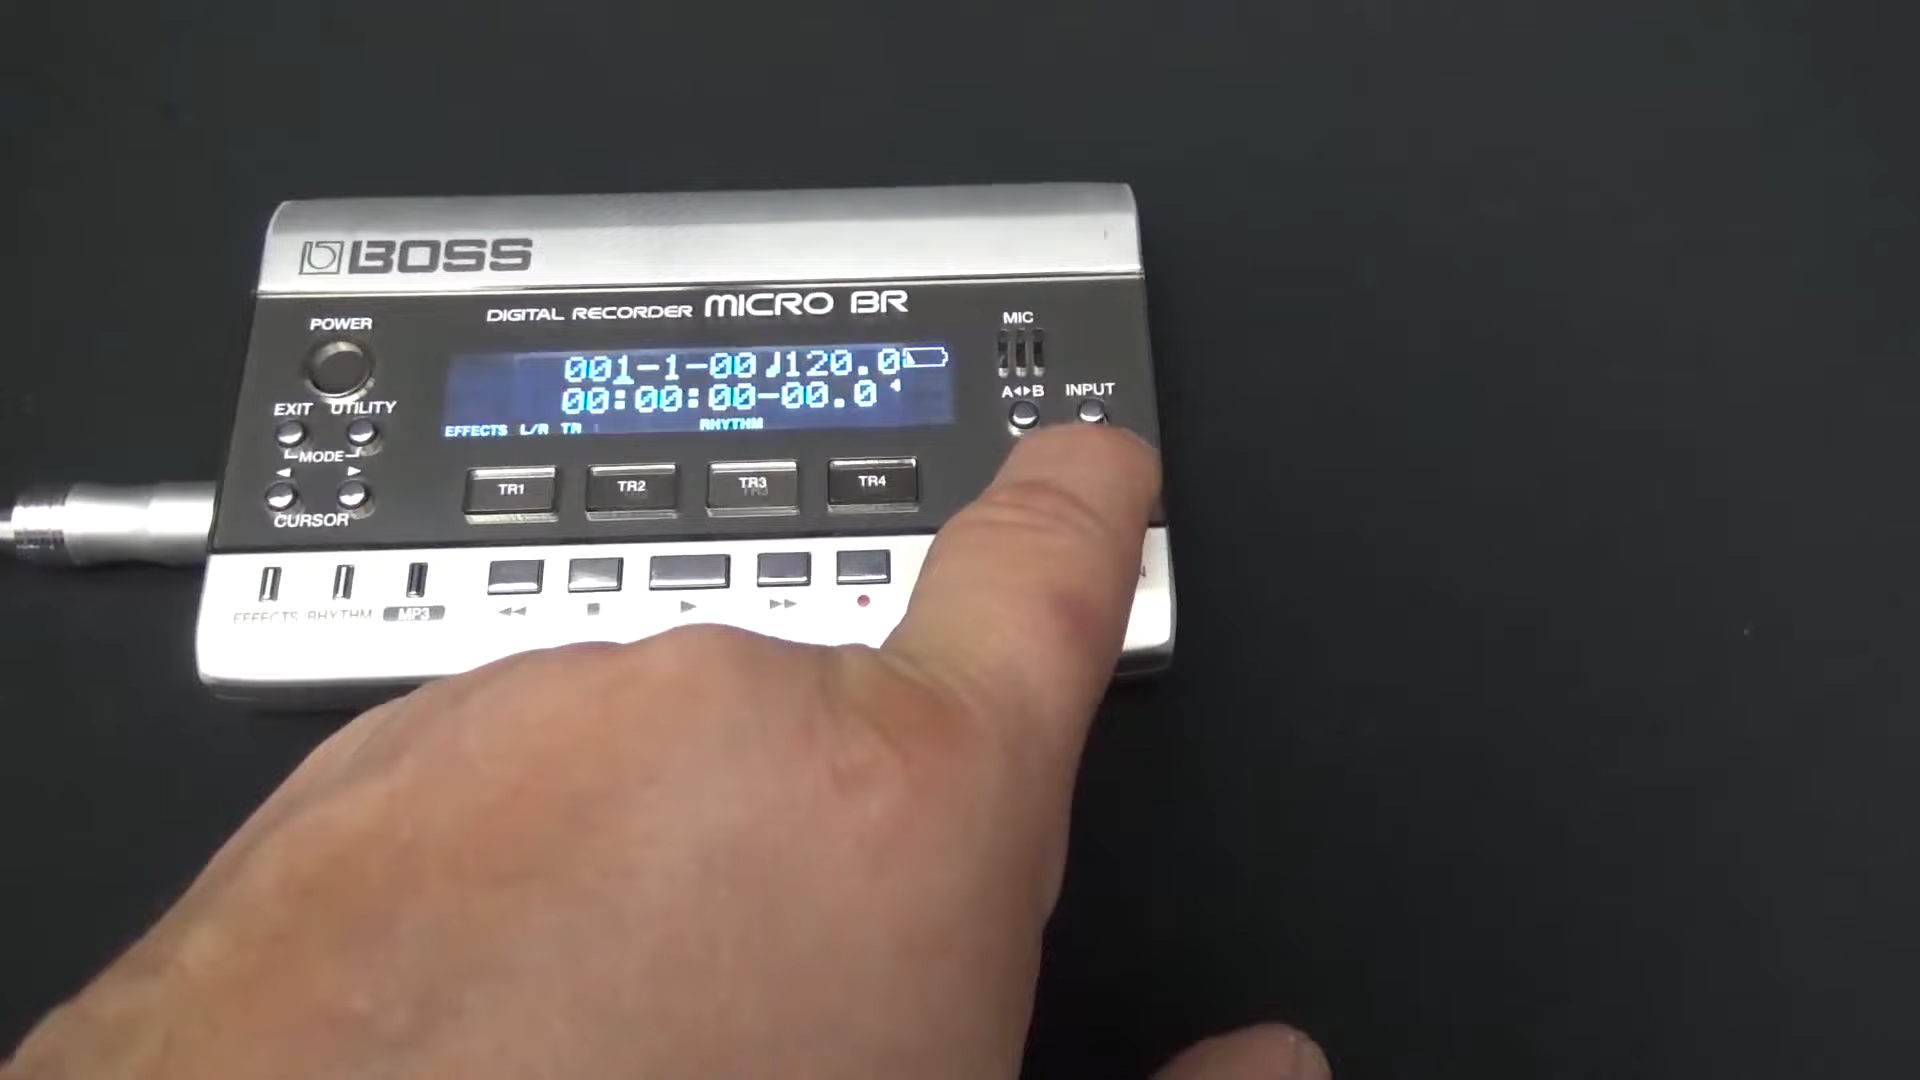 BOSS
DIGITAL RECORDER MICRO BR
POWER
MIC
001-1-00♩120.0
00:00:00-00.0
A◂▸B INPUT
EXIT UTILITY
EFFECTS L/R TR RHYTHM
MODE
TR1 TR2 TR3 TR4
CURSOR
EFFECTS RHYTHM MP3